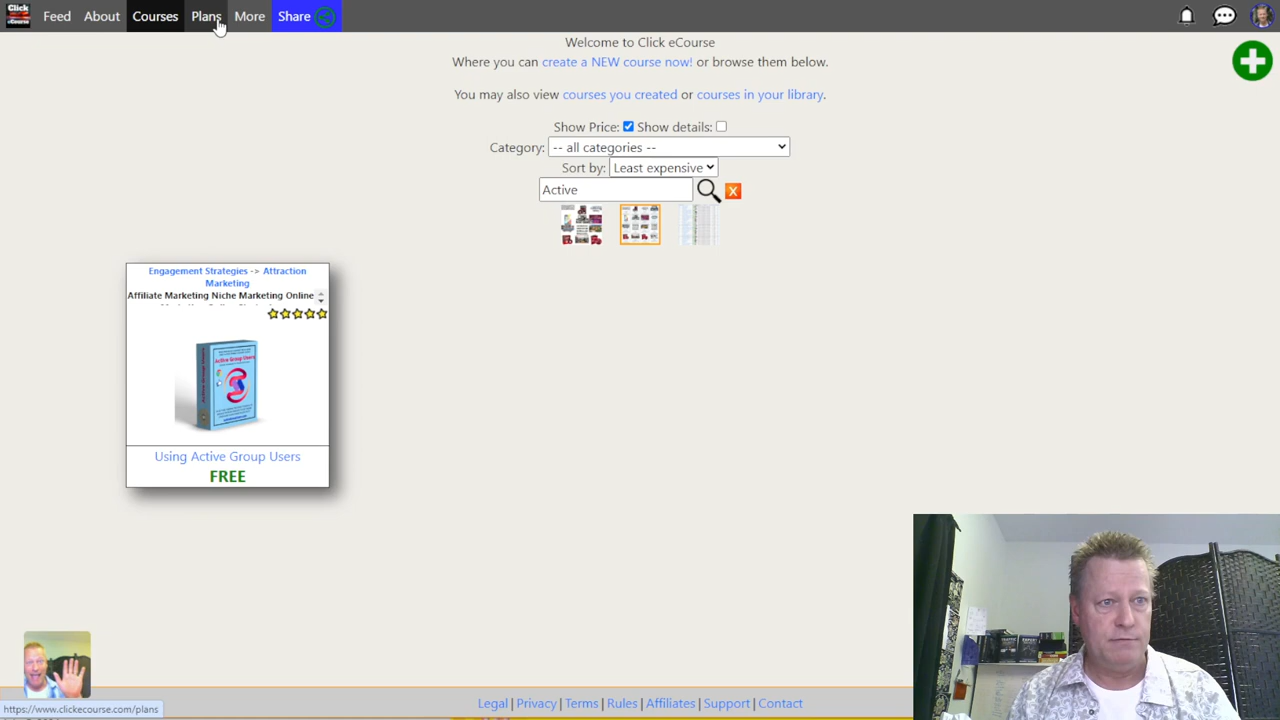 Click
eCourse
Feed About Courses Plans More Share
Welcome to Click eCourse
Where you can create a NEW course now! or browse them below.
You may also view courses you created or courses in your library.
Show Price: Show details:
Category: -- all categories --
Sort by: Least expensive
Active
X
Engagement Strategies -> Attraction
Marketing
Affiliate Marketing Niche Marketing Online
Active Group Users
Using Active Group Users
FREE
https://www.clickecourse.com/plans
Legal | Privacy | Terms | Rules | Affiliates | Support | Contact